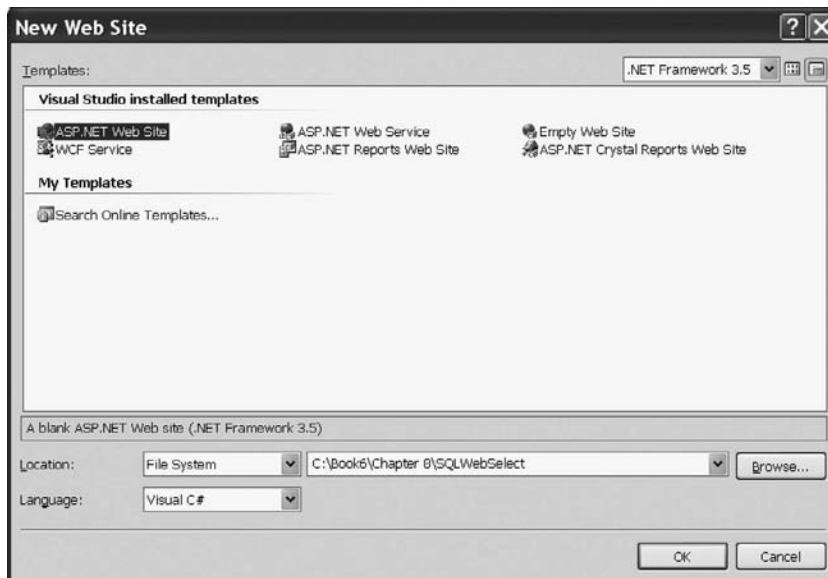 New Web Site
Templates:
.NET Framework 3.5
Visual Studio installed templates
ASP.NET Web Site
ASP.NET Web Service
Empty Web Site
WCF Service
ASP.NET Reports Web Site
ASP.NET Crystal Reports Web Site
My Templates
Search Online Templates...
A blank ASP.NET Web site (.NET Framework 3.5)
Location:
File System
C:\Book6\Chapter 8\SQLWebSelect
Browse...
Language:
Visual C#
OK
Cancel